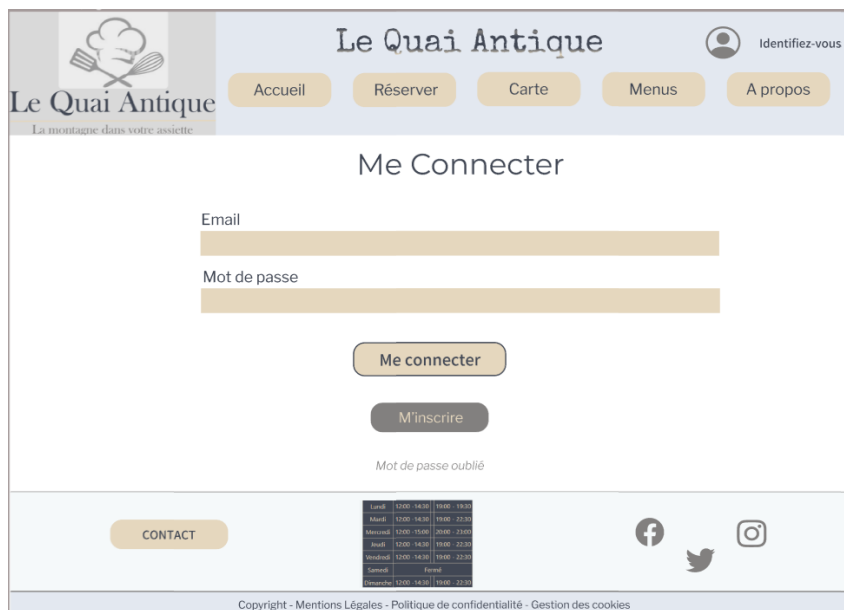 Le Quai Antique
Identifiez-vous
Le Quai Antique
La montagne dans votre assiette
Accueil
Réserver
Carte
Menus
A propos
Me Connecter
Email
Mot de passe
Me connecter
M'inscrire
Mot de passe oublié
CONTACT
Lundi 12:00 -14:30 19:00 - 19:30
Mardi 12:00 -14:30 19:00 - 22:30
Mercredi 12:00 -15:00 20:00 - 23:00
Jeudi 12:00 -14:30 19:00 - 22:30
Vendredi 12:00 -14:30 19:00 - 22:30
Samedi Fermé
Dimanche 12:00 -14:30 19:00 - 22:30
Copyright - Mentions Légales - Politique de confidentialité - Gestion des cookies